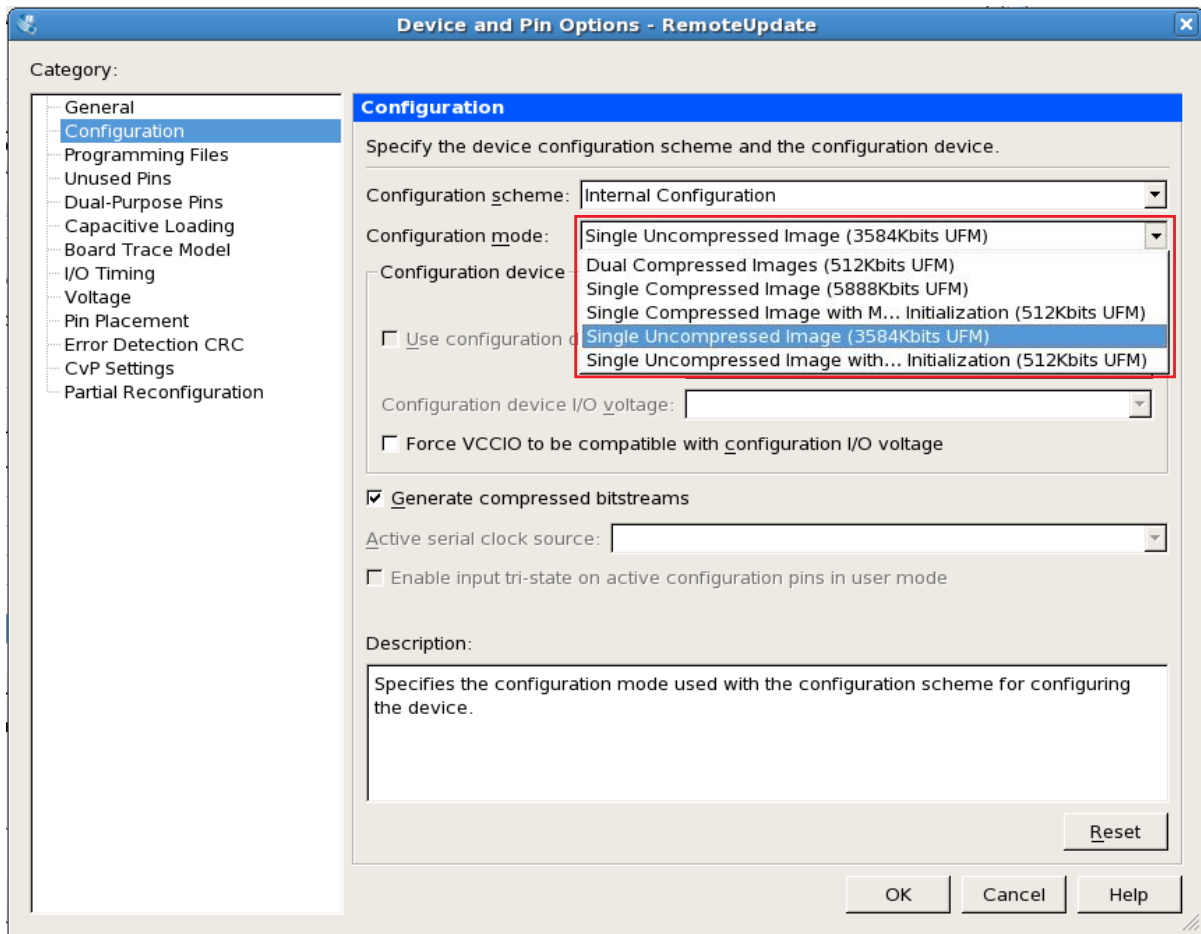 Device and Pin Options - RemoteUpdate
Category:
General
Configuration
Programming Files
Unused Pins
Dual-Purpose Pins
Capacitive Loading
Board Trace Model
I/O Timing
Voltage
Pin Placement
Error Detection CRC
CvP Settings
Partial Reconfiguration
Configuration
Specify the device configuration scheme and the configuration device.
Configuration scheme: Internal Configuration
Configuration mode: Single Uncompressed Image (3584Kbits UFM)
Dual Compressed Images (512Kbits UFM)
Configuration device
Single Compressed Image (5888Kbits UFM)
Single Compressed Image with M... Initialization (512Kbits UFM)
Use configuration
Single Uncompressed Image (3584Kbits UFM)
Single Uncompressed Image with... Initialization (512Kbits UFM)
Configuration device I/O voltage:
Force VCCIO to be compatible with configuration I/O voltage
Generate compressed bitstreams
Active serial clock source:
Enable input tri-state on active configuration pins in user mode
Description:
Specifies the configuration mode used with the configuration scheme for configuring
the device.
Reset
OK Cancel Help